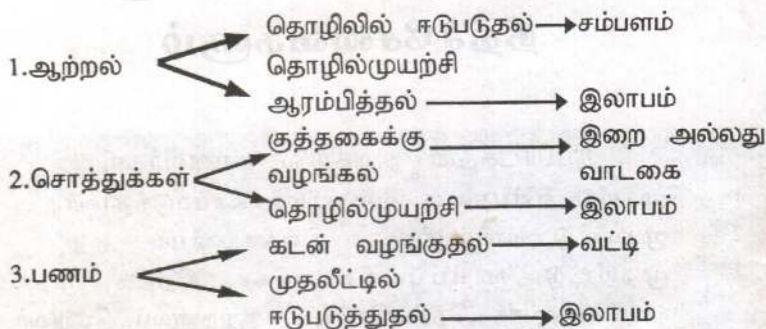 தொழிலில் ஈடுபடுதல் சம்பளம்
1.ஆற்றல் தொழில்முயற்சி
ஆரம்பித்தல் இலாபம்
குத்தகைக்கு இறை அல்லது
2.சொத்துக்கள் வழங்கல் வாடகை
தொழில்முயற்சி இலாபம்
கடன் வழங்குதல் வட்டி
3.பணம் முதலீட்டில்
ஈடுபடுத்துதல் இலாபம்